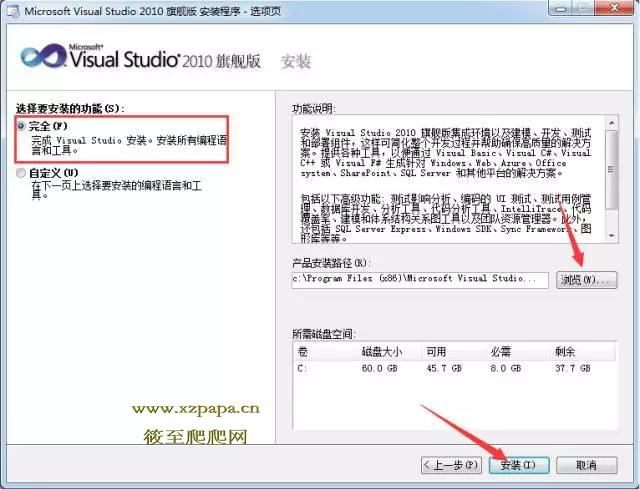 Microsoft Visual Studio 2010 旗舰版 安装程序 - 选项页
Microsoft®
Visual Studio® 2010 旗舰版 安装
选择要安装的功能(S):
完全(F)
完成 Visual Studio 安装。安装所有编程语
言和工具。
自定义(U)
在下一页上选择要安装的编程语言和工
具。
功能说明:
安装 Visual Studio 2010 旗舰版集成环境以及建模、开发、测试
和部署组件，这样可简化整个开发过程并帮助确保高质量的解决方
案。提供各种工具，以便通过 Visual Basic、Visual C#、Visual
C++ 或 Visual F# 生成针对 Windows、Web、Azure、Office
system、SharePoint、SQL Server 和其他平台的解决方案。
包括以下高级功能: 测试影响分析、编码的 UI 测试、测试用例管
理、数据库开发、分析工具、代码分析工具、IntelliTrace、代码
覆盖率、建模和体系结构关系图工具以及团队资源管理器。此外，
还包括 SQL Server Express、Windows SDK、Sync Framework、图
形库等等。
产品安装路径(R):
c:\Program Files (x86)\Microsoft Visual Studio...
浏览(W)...
所需磁盘空间:
卷 磁盘大小 可用 必需 剩余
C: 60.0 GB 45.7 GB 8.0 GB 37.7 GB
www.xzpapa.cn
筱至爬爬网
< 上一步(P)
安装(I)
取消